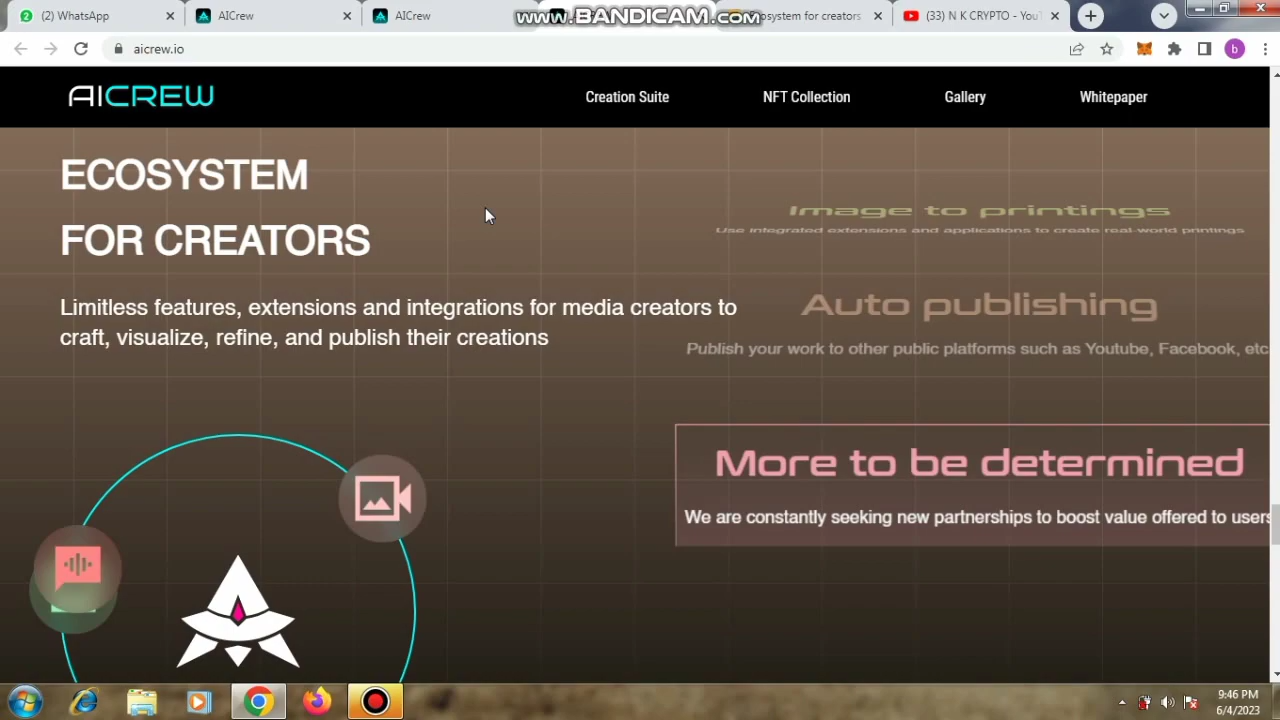 (2) WhatsApp
AICrew
AICrew
www.BANDICAM.com
cosystem for creators
(33) N K CRYPTO - YouT
aicrew.io
b
AICREW
Creation Suite
NFT Collection
Gallery
Whitepaper
ECOSYSTEM
FOR CREATORS
Limitless features, extensions and integrations for media creators to
craft, visualize, refine, and publish their creations
Image to printings
Use integrated extensions and applications to create real-world printings
Auto publishing
Publish your work to other public platforms such as Youtube, Facebook, etc
More to be determined
We are constantly seeking new partnerships to boost value offered to users
9:46 PM
6/4/2023